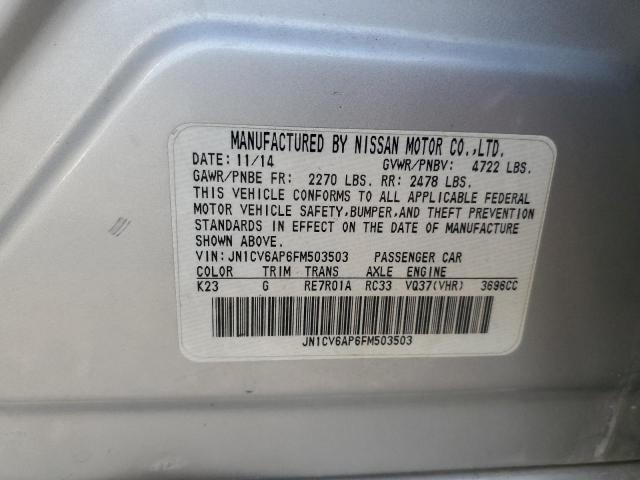 MANUFACTURED BY NISSAN MOTOR CO.,LTD.
DATE: 11/14 GVWR/PNBV: 4722 LBS.
GAWR/PNBE FR: 2270 LBS. RR: 2478 LBS.
THIS VEHICLE CONFORMS TO ALL APPLICABLE FEDERAL
MOTOR VEHICLE SAFETY,BUMPER,AND THEFT PREVENTION
STANDARDS IN EFFECT ON THE DATE OF MANUFACTURE
SHOWN ABOVE.
VIN: JN1CV6AP6FM503503 PASSENGER CAR
COLOR TRIM TRANS AXLE ENGINE
K23 G RE7R01A RC33 VQ37(VHR) 3696CC
JN1CV6AP6FM503503